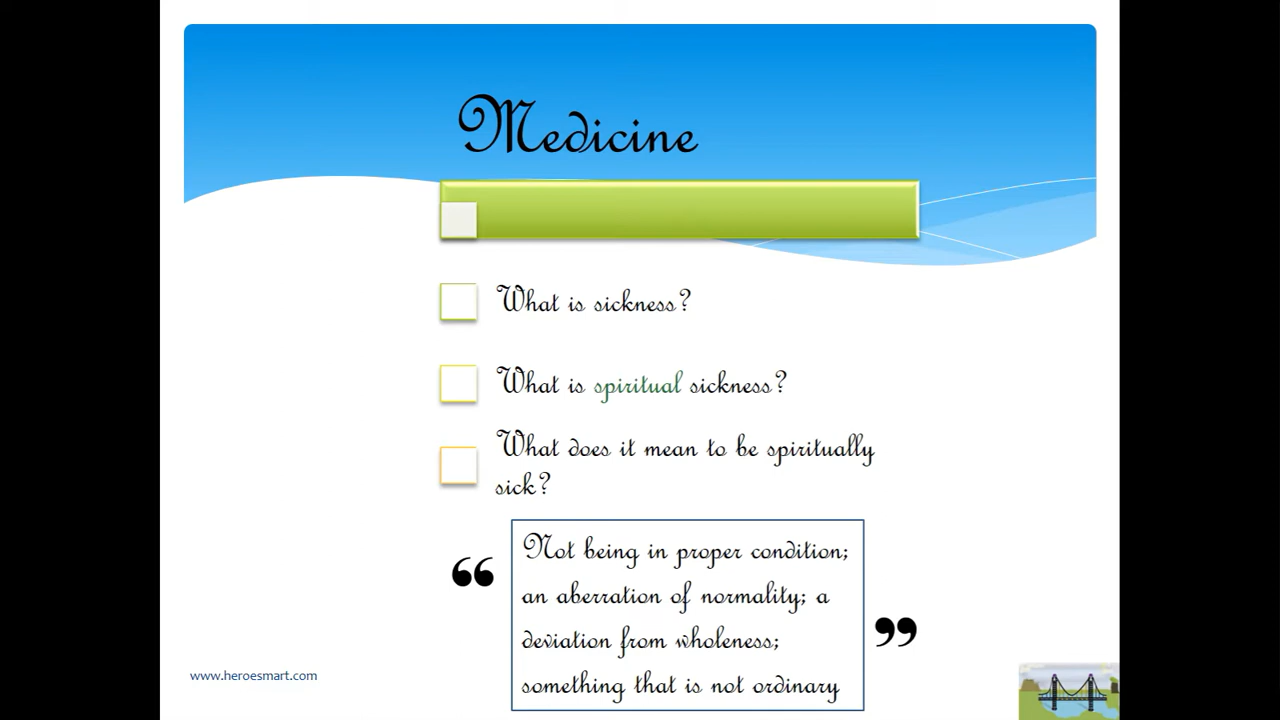 Medicine
What is sickness?
What is spiritual sickness?
What does it mean to be spiritually
sick?
“ Not being in proper condition;
an aberration of normality; a
deviation from wholeness; ”
something that is not ordinary
www.heroesmart.com